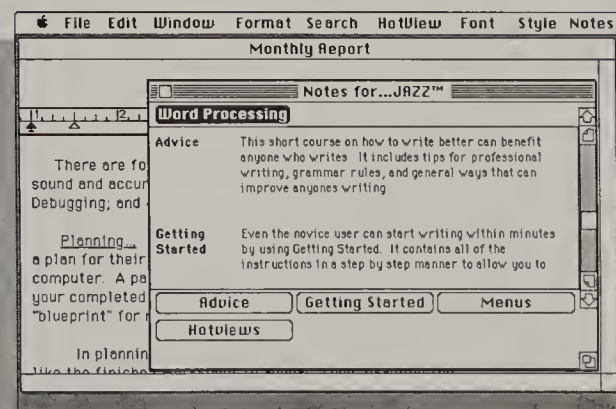 File Edit Window Format Search HotView Font Style Notes
Monthly Report
Notes for...JAZZ™
1 2
Word Processing
Advice
This short course on how to write better can benefit
anyone who writes It includes tips for professional
writing, grammar rules, and general ways that can
improve anyones writing
There are fo
sound and accur
Debugging; and
Getting
Started
Even the novice user can start writing within minutes
by using Getting Started. It contains all of the
instructions in a step by step manner to allow you to
Planning...
a plan for their
computer. A pa
your completed
"blueprint" for
Advice Getting Started Menus
Hotviews
In plannin
like the finishe